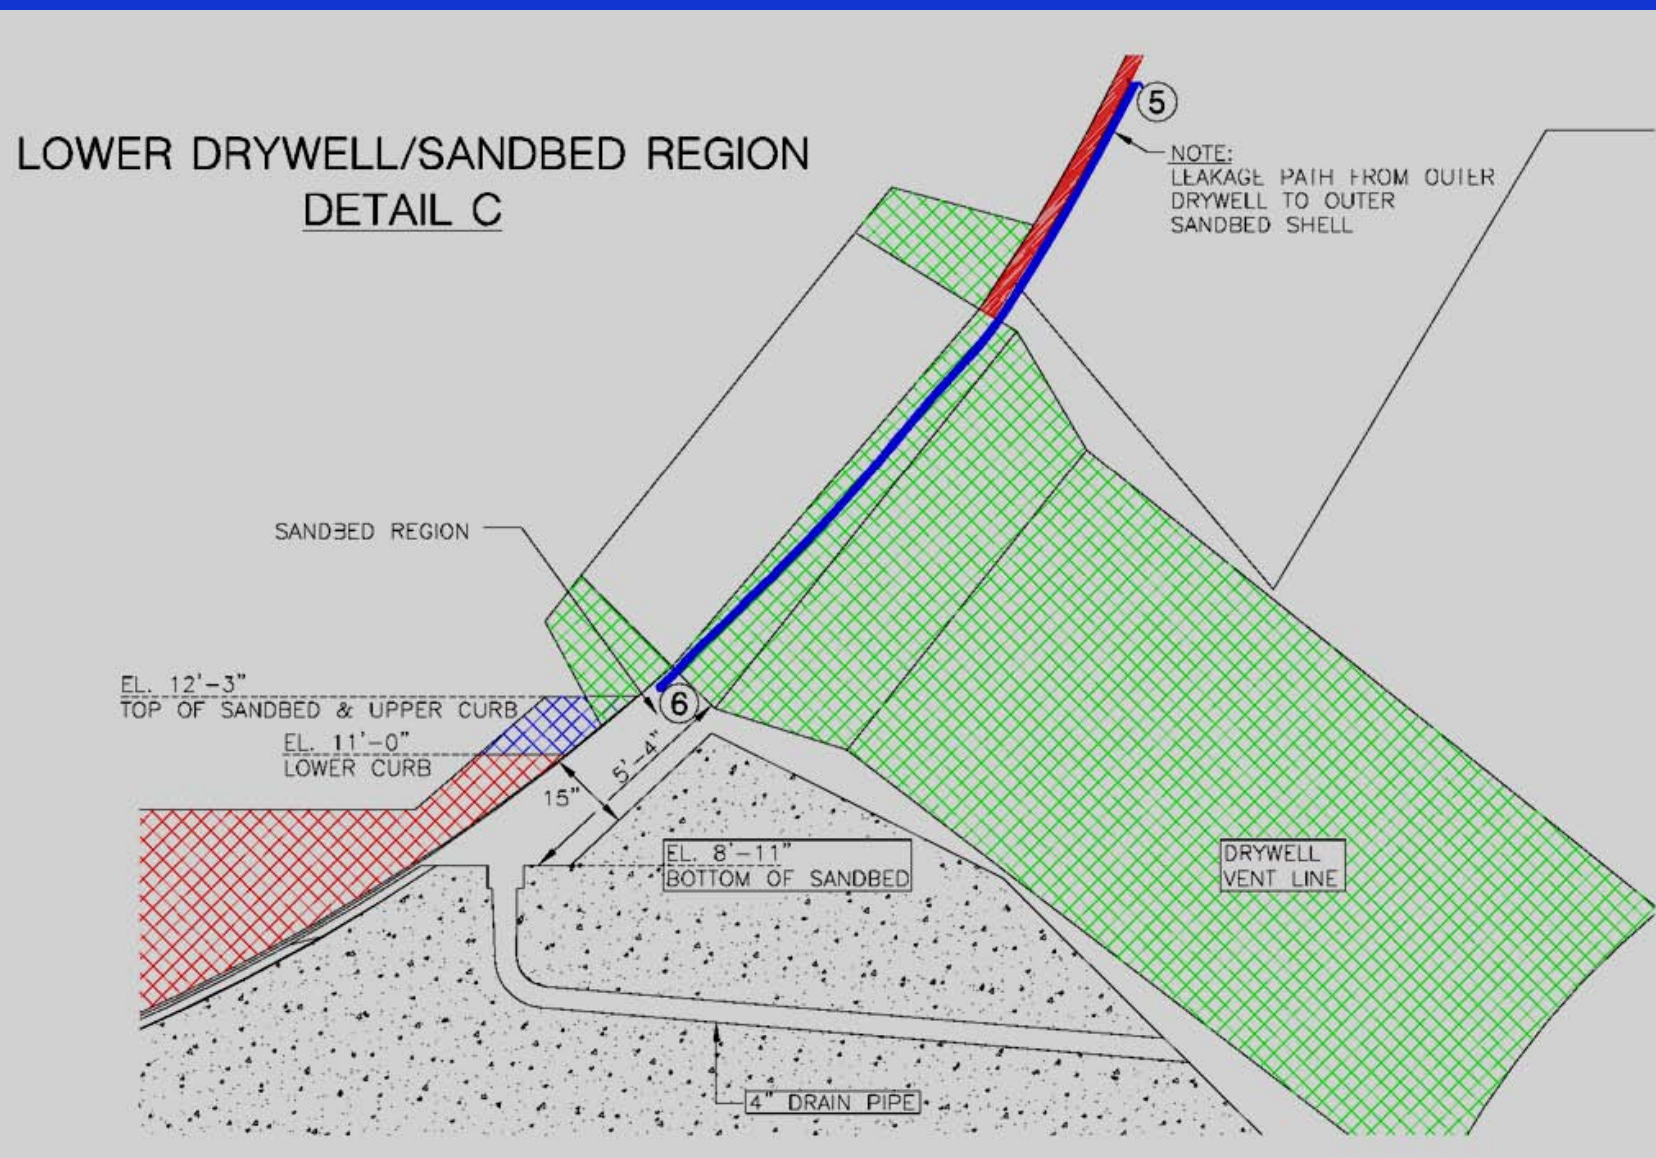 LOWER DRYWELL/SANDBED REGION
DETAIL C
5
NOTE:
LEAKAGE PATH FROM OUTER
DRYWELL TO OUTER
SANDBED SHELL
SANDBED REGION
EL. 12'-3"
TOP OF SANDBED & UPPER CURB
EL. 11'-0"
LOWER CURB
6
5'-4"
15"
EL. 8'-11"
BOTTOM OF SANDBED
DRYWELL
VENT LINE
4" DRAIN PIPE